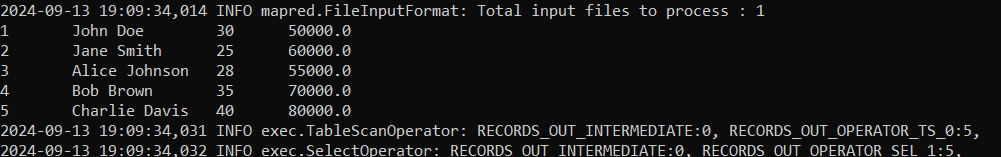 2024-09-13 19:09:34,014 INFO mapred.FileInputFormat: Total input files to process : 1
1 John Doe 30 50000.0
2 Jane Smith 25 60000.0
3 Alice Johnson 28 55000.0
4 Bob Brown 35 70000.0
5 Charlie Davis 40 80000.0
2024-09-13 19:09:34,031 INFO exec.TableScanOperator: RECORDS_OUT_INTERMEDIATE:0, RECORDS_OUT_OPERATOR_TS_0:5,
2024-09-13 19:09:34,032 INFO exec.SelectOperator: RECORDS_OUT_INTERMEDIATE:0, RECORDS_OUT_OPERATOR_SEL_1:5,